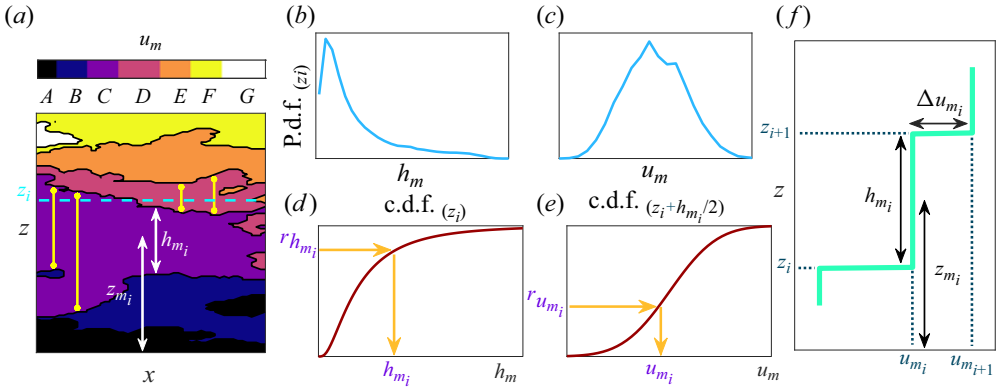 (a)
u_m
A B C D E F G
z_i
z
h_{m_i}
z_{m_i}
x
(b)
P.d.f. (zi)
h_m
(c)
u_m
(d)
c.d.f. (z_i)
r_{h_{m_i}}
h_{m_i}
h_m
(e)
c.d.f. (z_i+h_{m_i}/2)
r_{u_{m_i}}
u_{m_i}
u_m
(f)
Δu_{m_i}
z_{i+1}
z
h_{m_i}
z_i
z_{m_i}
u_{m_i}
u_{m_{i+1}}